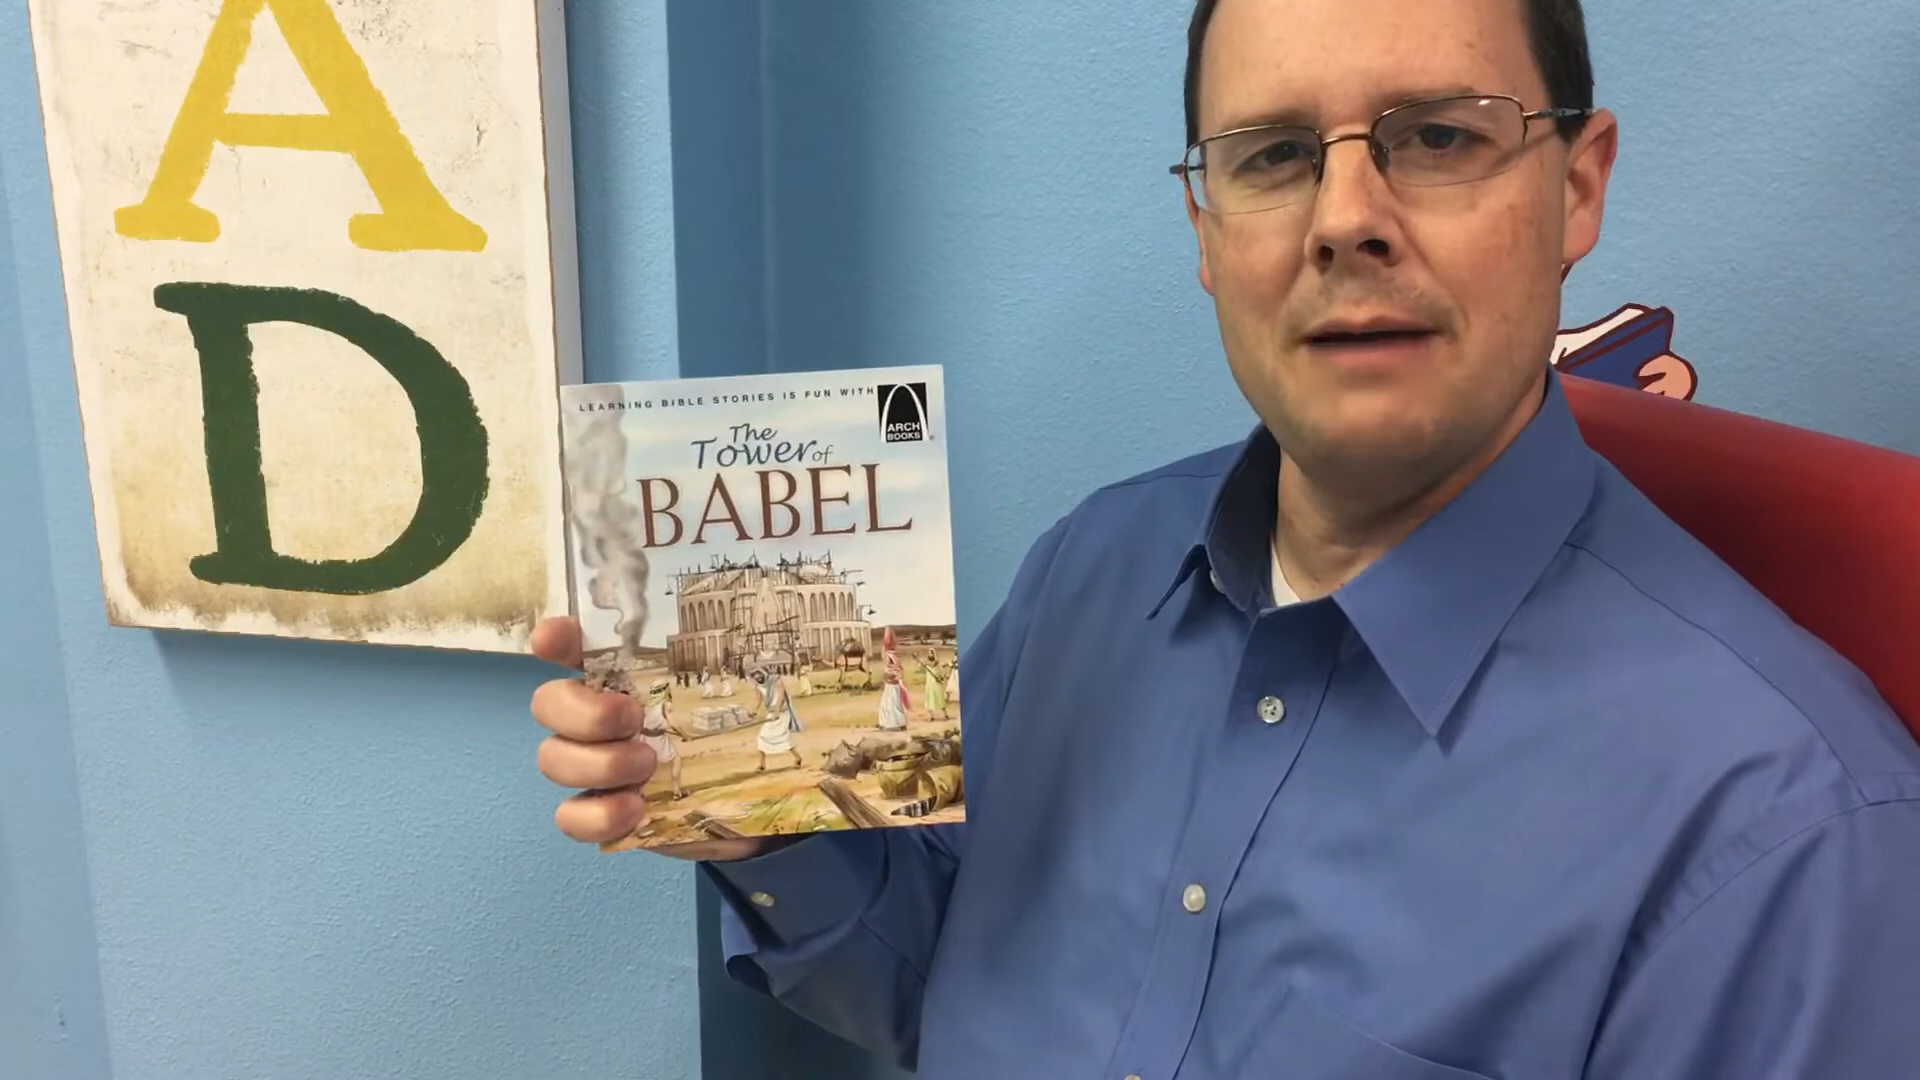 A
D
LEARNING BIBLE STORIES IS FUN WITH
ARCH
BOOKS
The
Tower of
BABEL